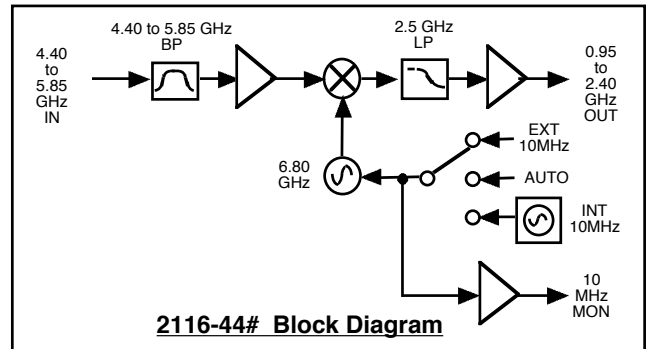 4.40
to
5.85
GHz
IN
4.40 to 5.85 GHz
BP
2.5 GHz
LP
0.95
to
2.40
GHz
OUT
6.80
GHz
EXT
10MHz
AUTO
INT
10MHz
10
MHz
MON
2116-44# Block Diagram